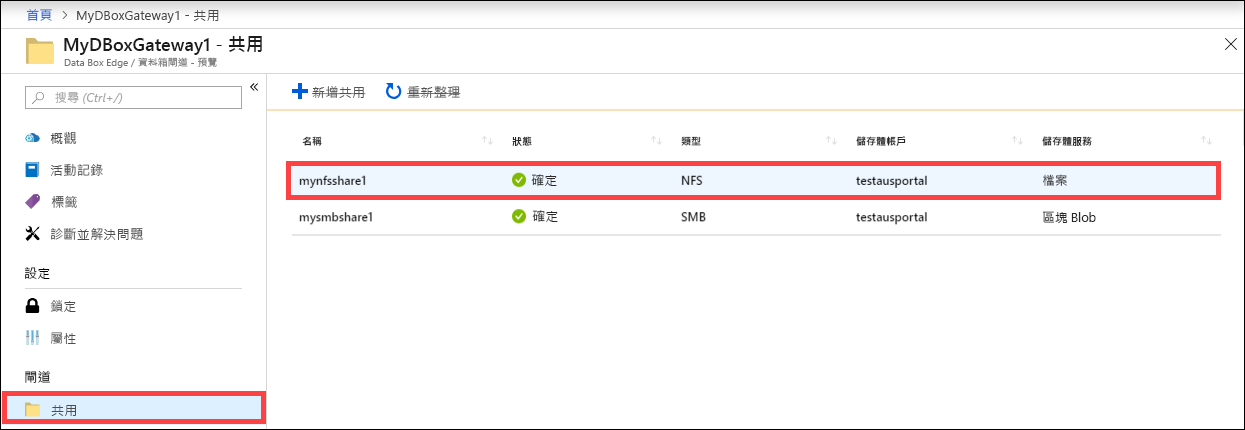 首頁 > MyDBoxGateway1 - 共用
MyDBoxGateway1 - 共用
Data Box Edge / 資料箱閘道 - 預覽
搜尋 (Ctrl+/)
概觀
活動記錄
標籤
診斷並解決問題
設定
鎖定
屬性
閘道
共用
新增共用 重新整理
名稱 狀態 類型 儲存體帳戶 儲存體服務
mynfsshare1 確定 NFS testausportal 檔案
mysmbshare1 確定 SMB testausportal 區塊 Blob